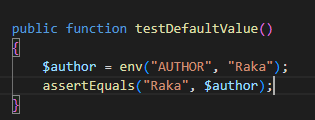 public function testDefaultValue()
{
    $author = env("AUTHOR", "Raka");
    assertEquals("Raka", $author);
}